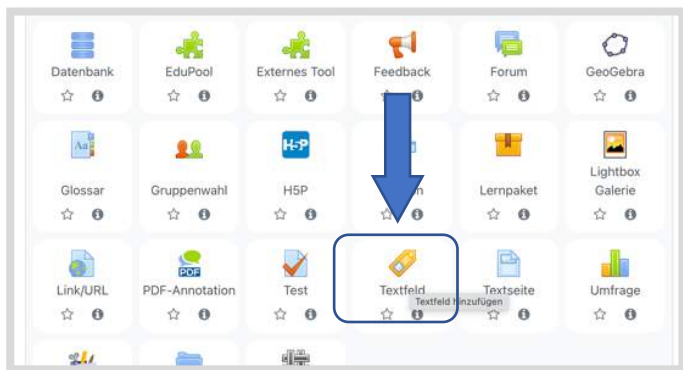 Datenbank EduPool Externes Tool Feedback Forum GeoGebra
Aa H5P
Glossar Gruppenwahl H5P Lernpaket Lightbox
Galerie
PDF
Link/URL PDF-Annotation Test Textfeld Textseite Umfrage
Textfeld hinzufügen